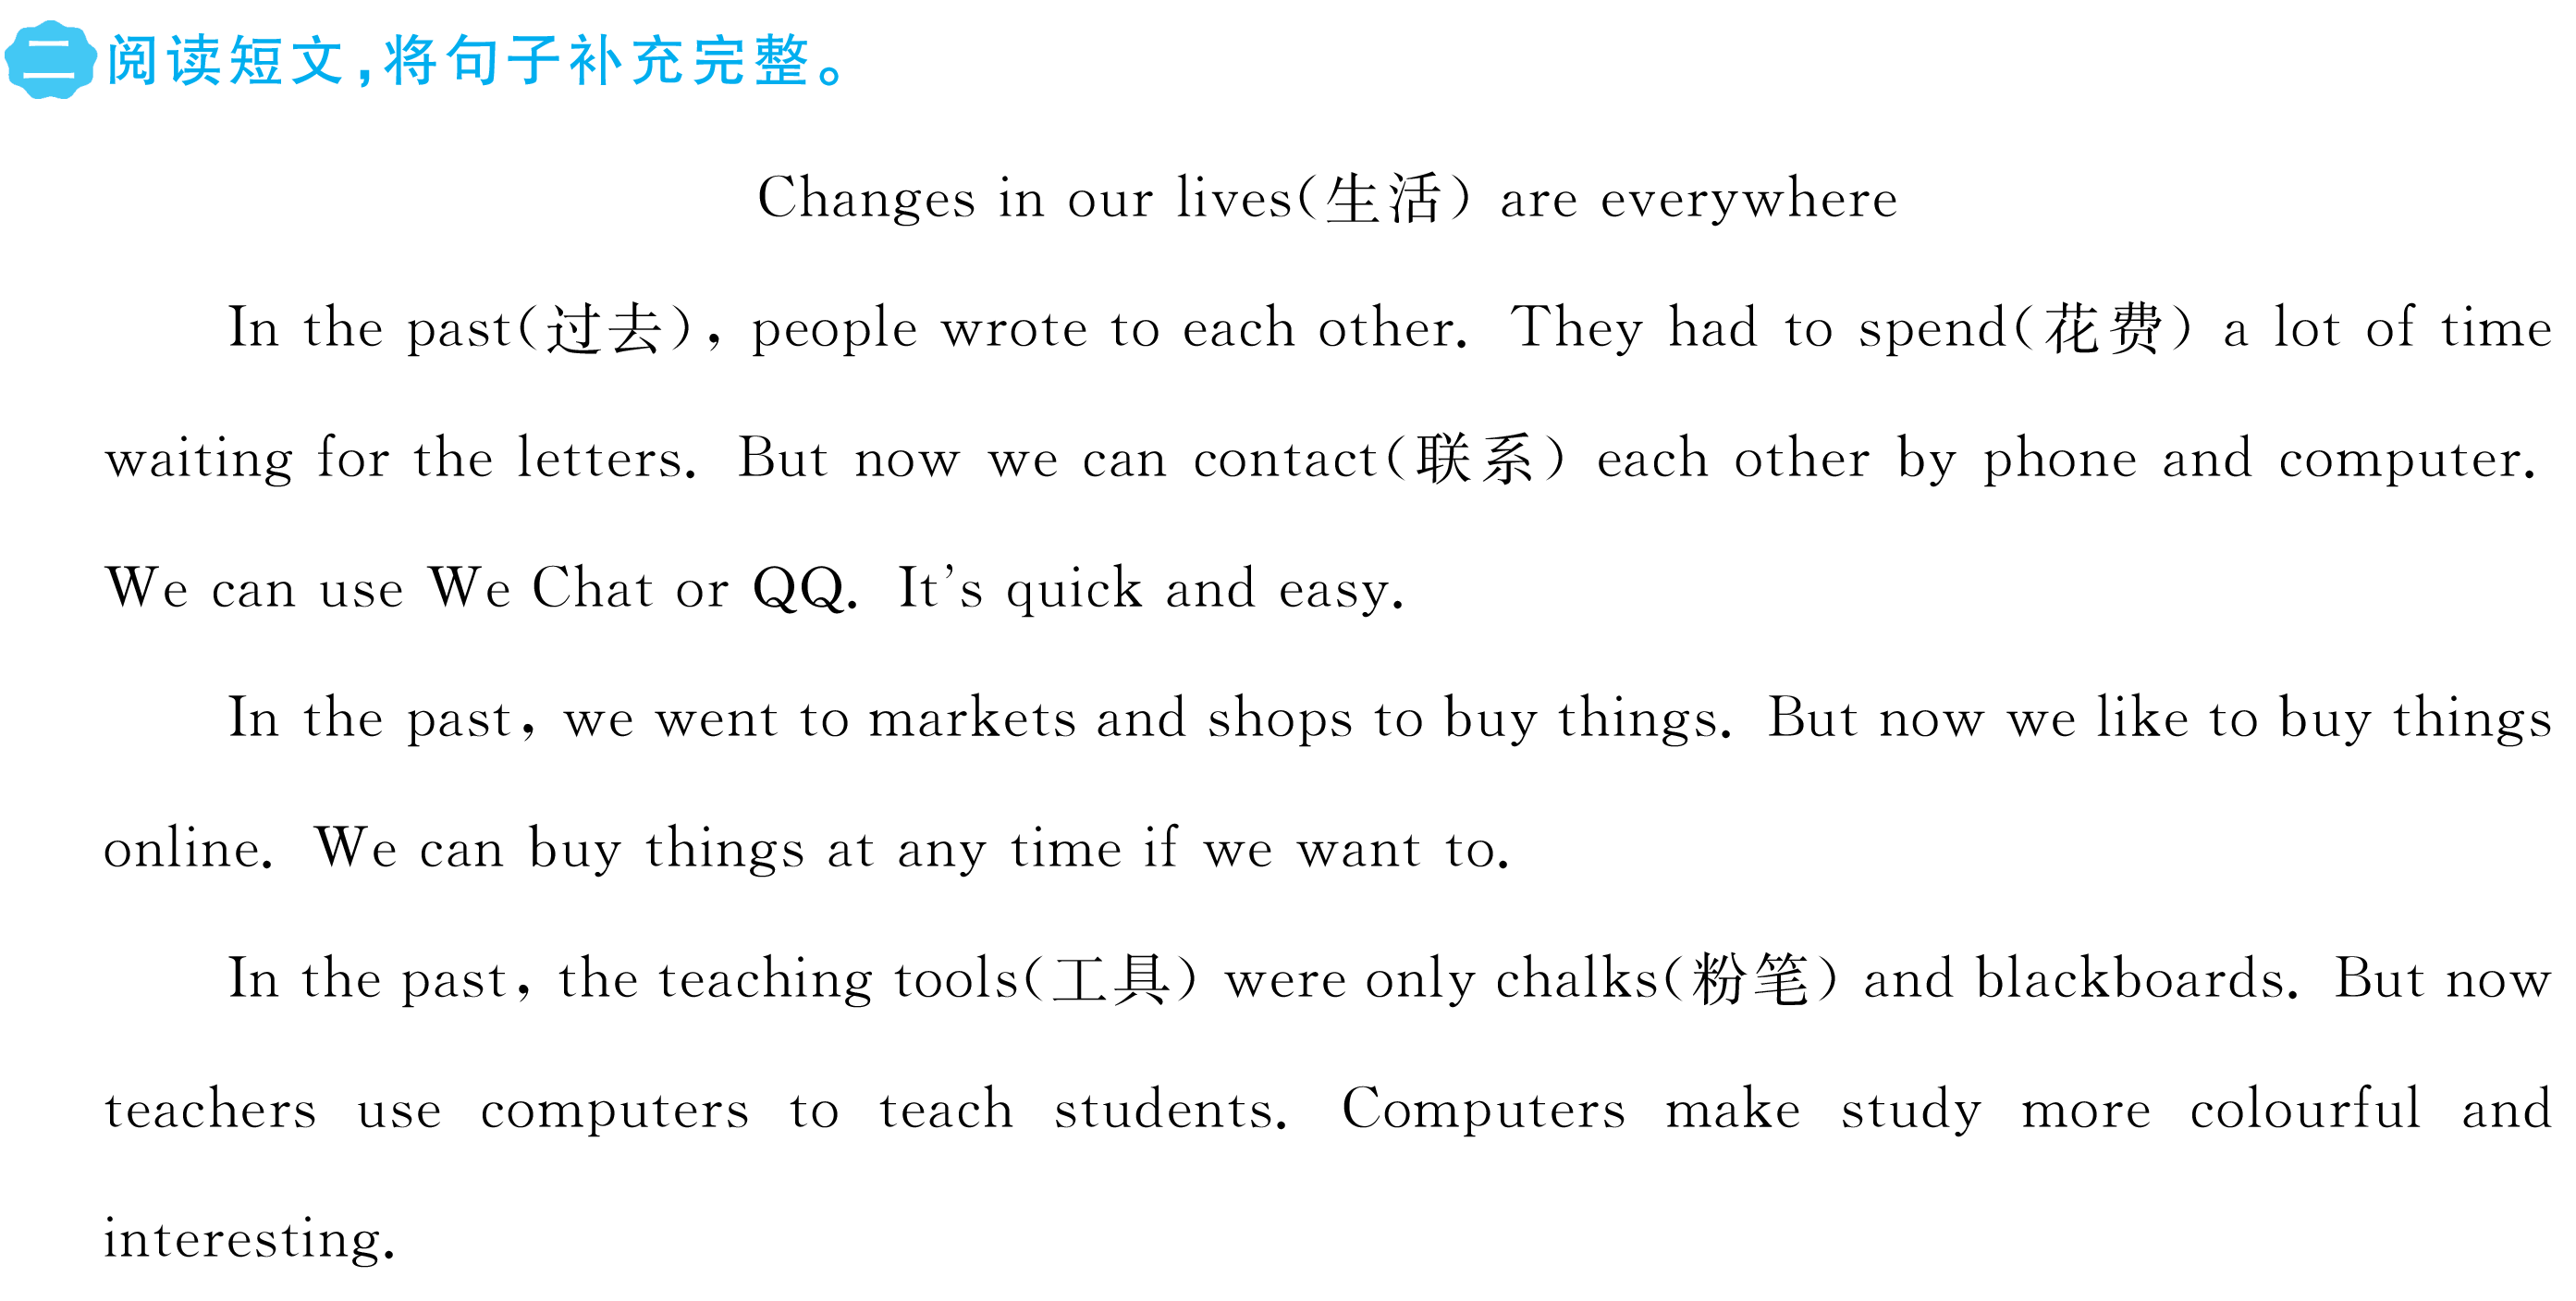 二 阅读短文,将句子补充完整。
Changes in our lives(生活) are everywhere
In the past(过去), people wrote to each other. They had to spend(花费) a lot of time
waiting for the letters. But now we can contact(联系) each other by phone and computer.
We can use We Chat or QQ. It's quick and easy.
In the past, we went to markets and shops to buy things. But now we like to buy things
online. We can buy things at any time if we want to.
In the past, the teaching tools(工具) were only chalks(粉笔) and blackboards. But now
teachers use computers to teach students. Computers make study more colourful and
interesting.